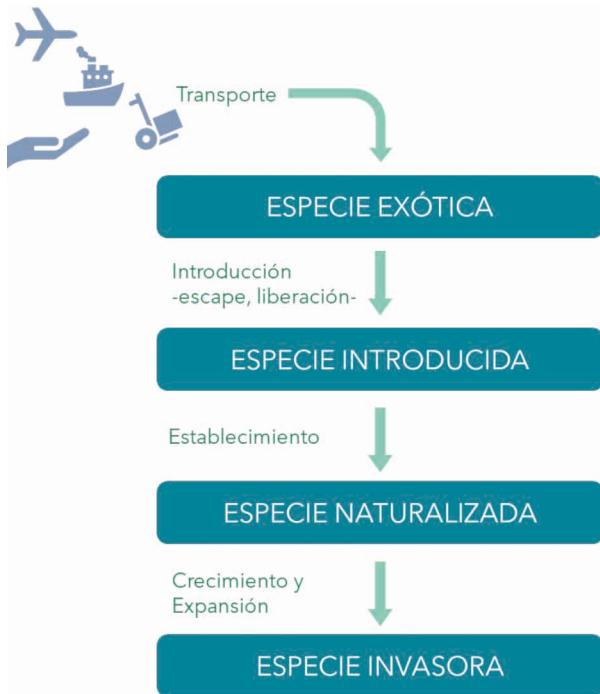 Transporte
ESPECIE EXÓTICA
Introducción
-escape, liberación-
ESPECIE INTRODUCIDA
Establecimiento
ESPECIE NATURALIZADA
Crecimiento y
Expansión
ESPECIE INVASORA